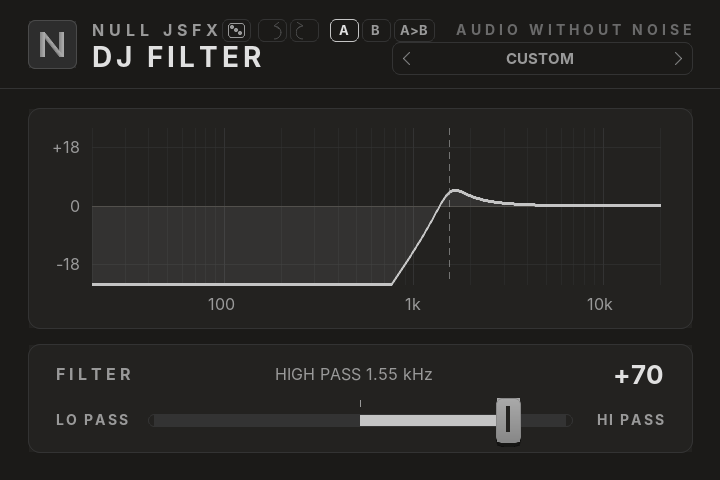 N NULL JSFX A B A>B AUDIO WITHOUT NOISE
DJ FILTER CUSTOM
+18
0
-18
100 1k 10k
FILTER HIGH PASS 1.55 kHz +70
LO PASS HI PASS